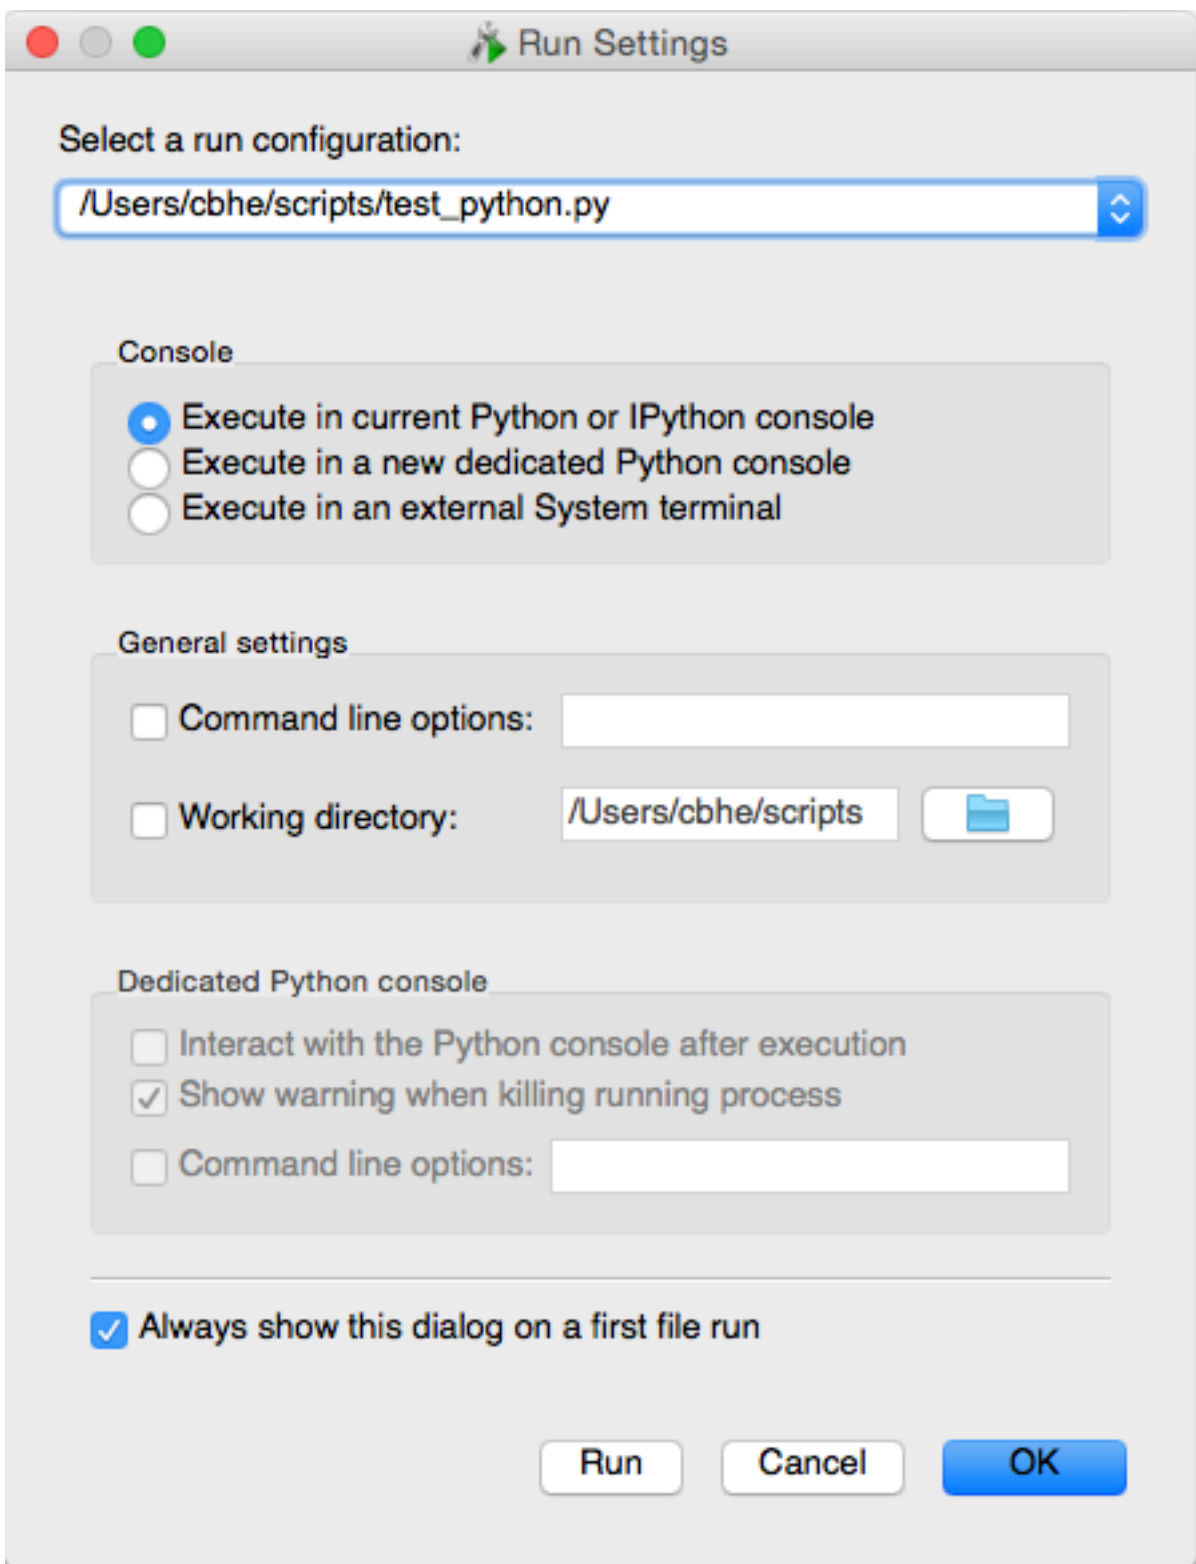 Run Settings
Select a run configuration:
/Users/cbhe/scripts/test_python.py
Console
Execute in current Python or IPython console
Execute in a new dedicated Python console
Execute in an external System terminal
General settings
Command line options:
Working directory: /Users/cbhe/scripts
Dedicated Python console
Interact with the Python console after execution
Show warning when killing running process
Command line options:
Always show this dialog on a first file run
Run Cancel OK